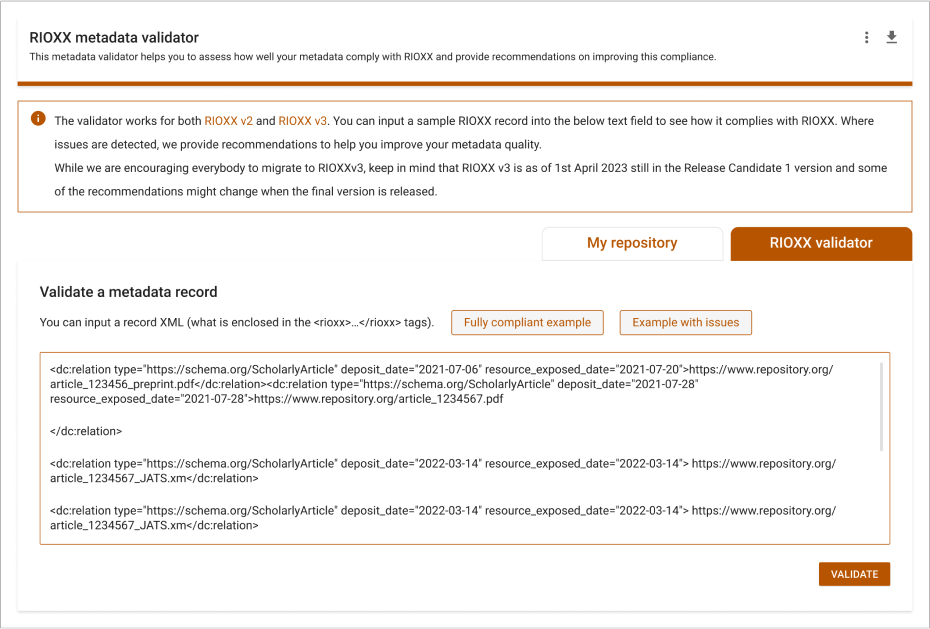 RIOXX metadata validator
This metadata validator helps you to assess how well your metadata comply with RIOXX and provide recommendations on improving this compliance.
The validator works for both RIOXX v2 and RIOXX v3. You can input a sample RIOXX record into the below text field to see how it complies with RIOXX. Where
issues are detected, we provide recommendations to help you improve your metadata quality.
While we are encouraging everybody to migrate to RIOXXv3, keep in mind that RIOXX v3 is as of 1st April 2023 still in the Release Candidate 1 version and some
of the recommendations might change when the final version is released.
My repository
RIOXX validator
Validate a metadata record
You can input a record XML (what is enclosed in the <rioxx>…</rioxx> tags).
Fully compliant example
Example with issues
<dc:relation type="https://schema.org/ScholarlyArticle" deposit_date="2021-07-06" resource_exposed_date="2021-07-20">https://www.repository.org/
article_123456_preprint.pdf</dc:relation><dc:relation type="https://schema.org/ScholarlyArticle" deposit_date="2021-07-28"
resource_exposed_date="2021-07-28">https://www.repository.org/article_1234567.pdf
</dc:relation>
<dc:relation type="https://schema.org/ScholarlyArticle" deposit_date="2022-03-14" resource_exposed_date="2022-03-14"> https://www.repository.org/
article_1234567_JATS.xm</dc:relation>
<dc:relation type="https://schema.org/ScholarlyArticle" deposit_date="2022-03-14" resource_exposed_date="2022-03-14"> https://www.repository.org/
article_1234567_JATS.xm</dc:relation>
VALIDATE